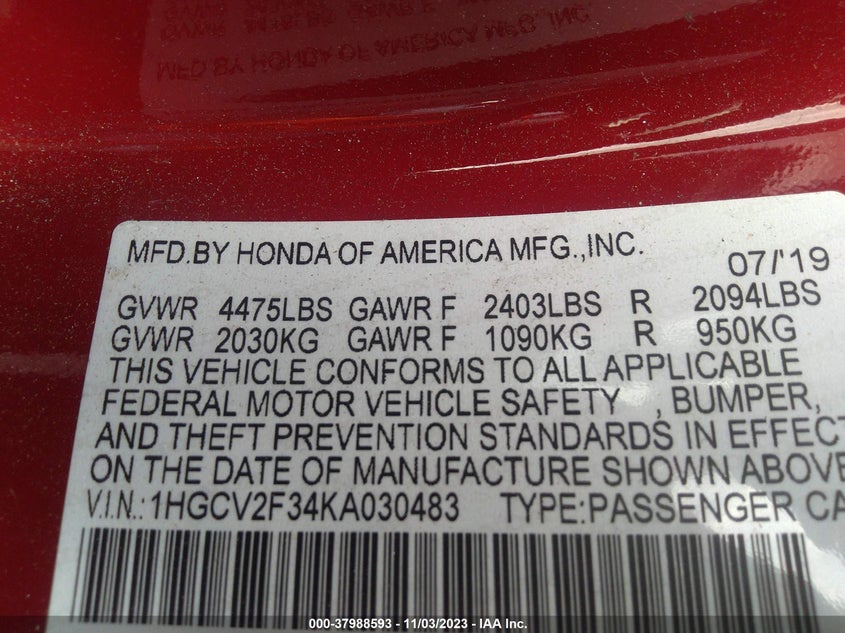 MFD.BY HONDA OF AMERICA MFG.,INC. 07/'19
GVWR 4475LBS GAWR F 2403LBS R 2094LBS
GVWR 2030KG GAWR F 1090KG R 950KG
THIS VEHICLE CONFORMS TO ALL APPLICABLE
FEDERAL MOTOR VEHICLE SAFETY , BUMPER,
AND THEFT PREVENTION STANDARDS IN EFFECT
ON THE DATE OF MANUFACTURE SHOWN ABOVE
V.I.N.: 1HGCV2F34KA030483 TYPE:PASSENGER CA
000-37988593 - 11/03/2023 - IAA Inc.